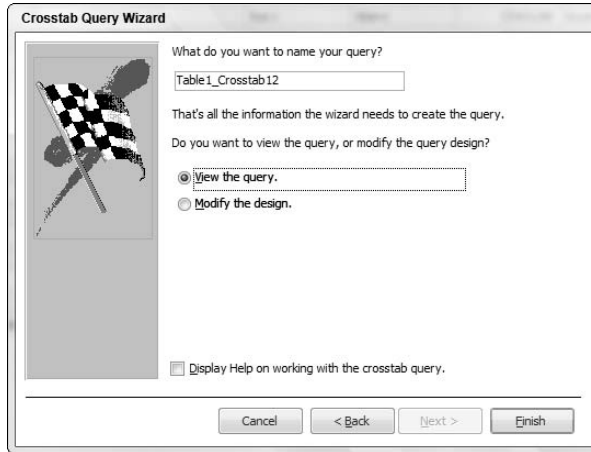 Crosstab Query Wizard
What do you want to name your query?
Table1_Crosstab12
That's all the information the wizard needs to create the query.
Do you want to view the query, or modify the query design?
View the query.
Modify the design.
Display Help on working with the crosstab query.
Cancel
< Back
Next >
Finish